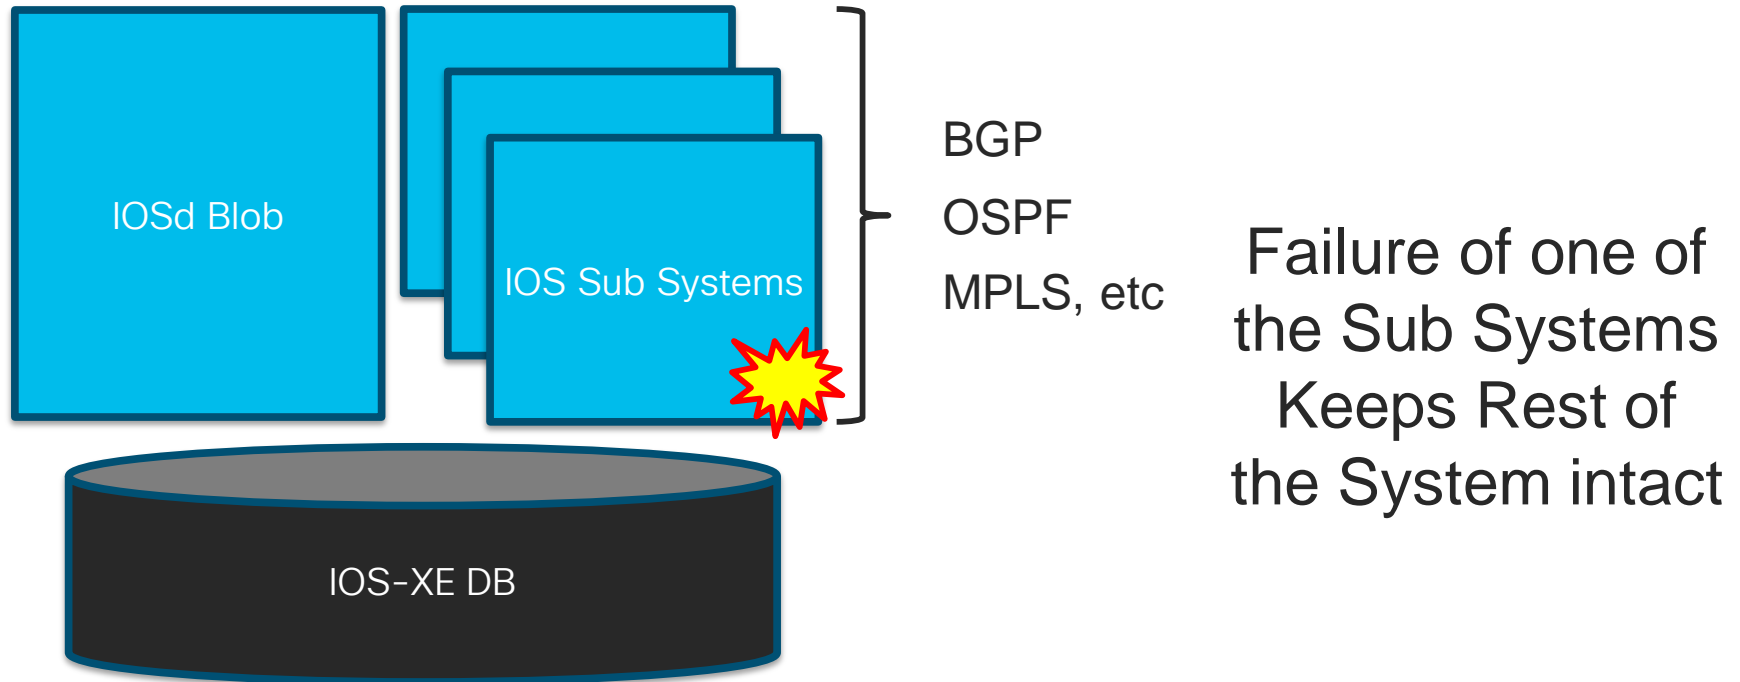 IOSd Blob
IOS Sub Systems
BGP
OSPF
MPLS, etc
Failure of one of
the Sub Systems
Keeps Rest of
the System intact
IOS-XE DB